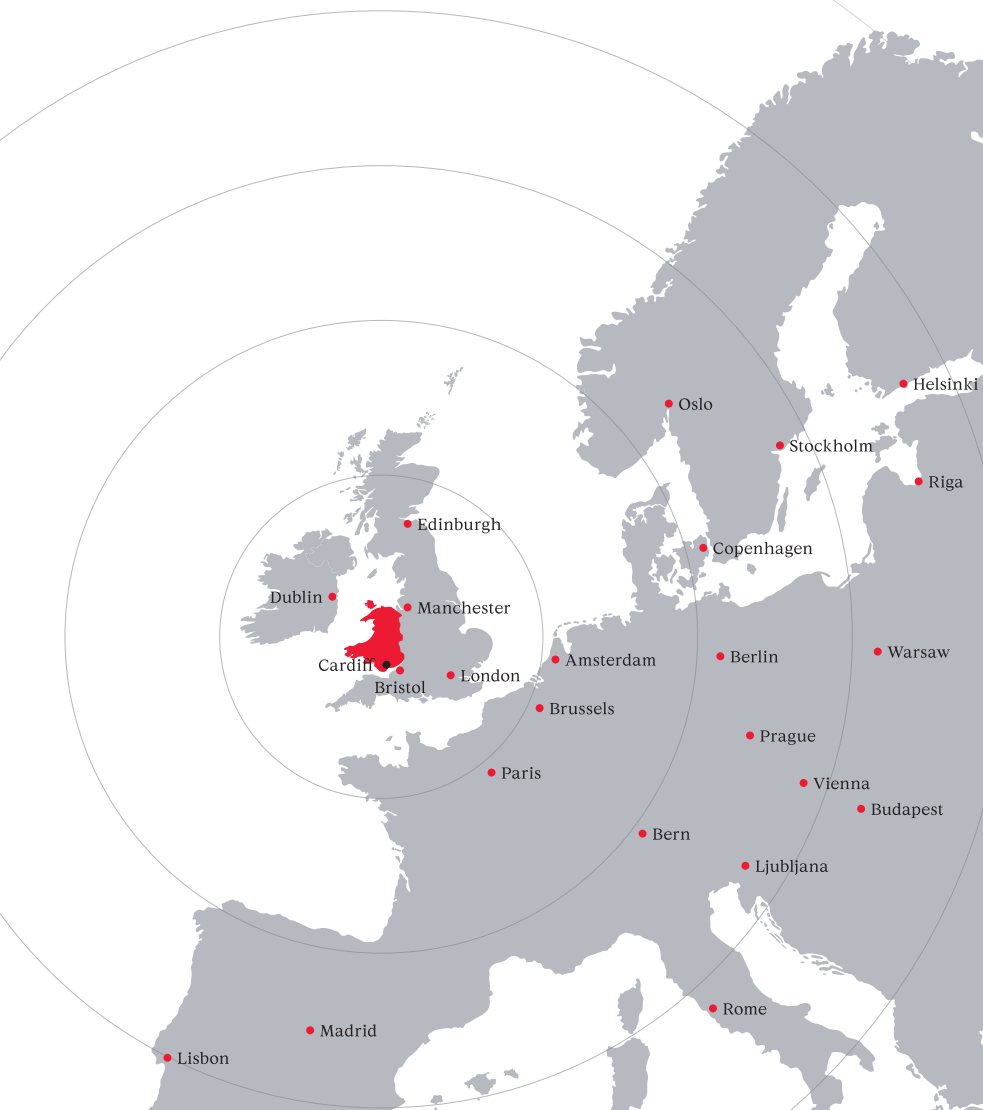 Helsinki
Oslo
Stockholm
Riga
Edinburgh
Copenhagen
Dublin
Manchester
Warsaw
Berlin
Amsterdam
Cardiff
London
Bristol
Brussels
Prague
Paris
Vienna
Budapest
Bern
Ljubljana
Rome
Madrid
Lisbon